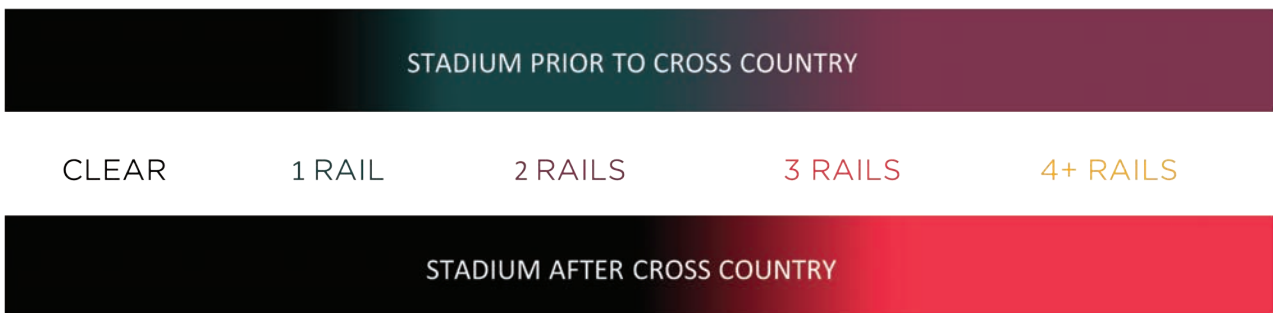 STADIUM PRIOR TO CROSS COUNTRY
CLEAR 1 RAIL 2 RAILS 3 RAILS 4+ RAILS
STADIUM AFTER CROSS COUNTRY